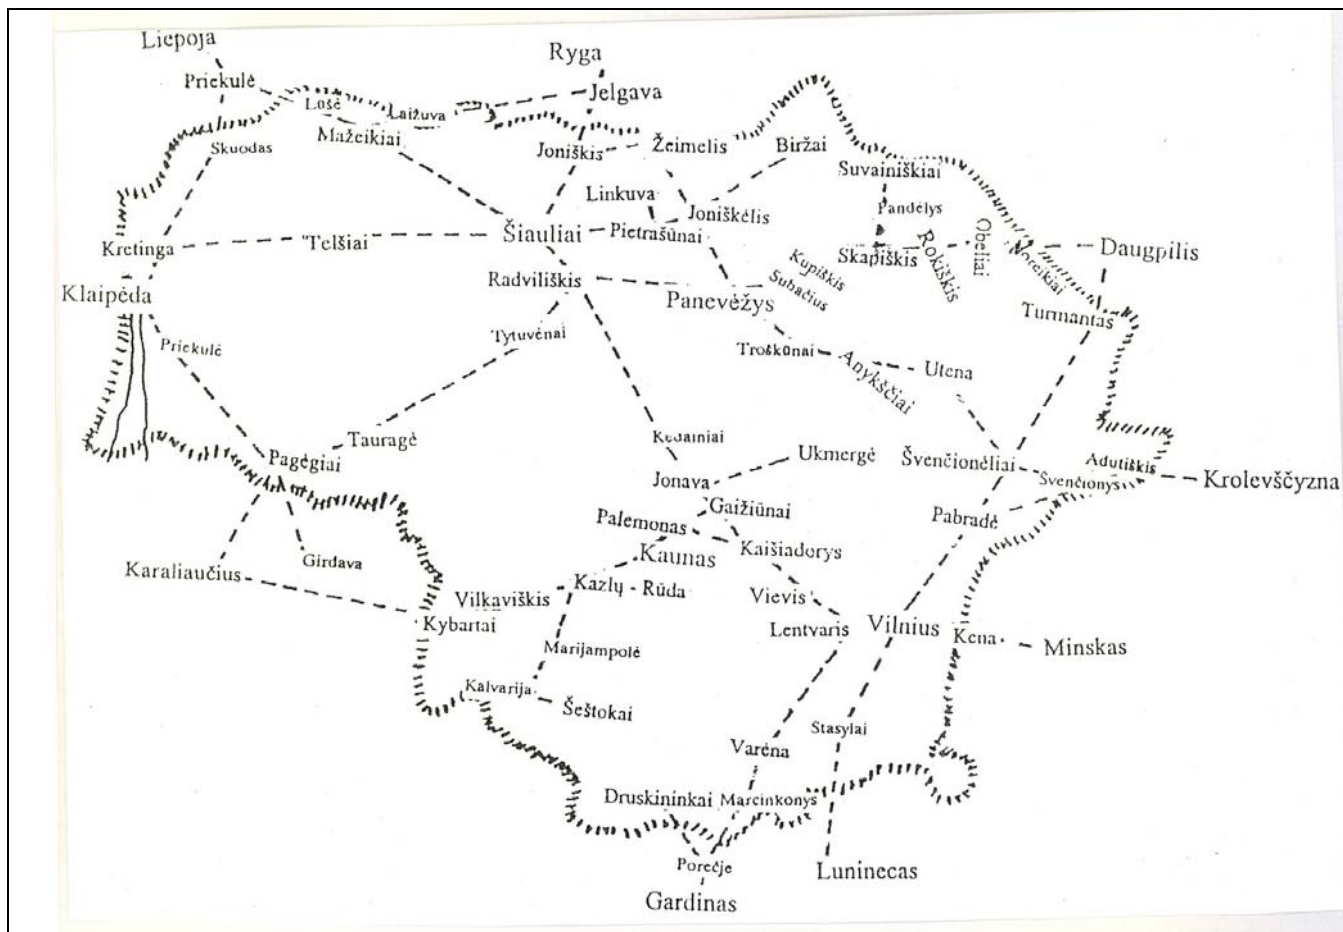 Liepoja
Ryga
Priekulė
Lošė
Laižuva
Jelgava
Mažeikiai
Skuodas
Joniškis
Žeimelis
Biržai
Suvainiškiai
Linkuva
Joniškėlis
Pandėlys
Kretinga
Telšiai
Šiauliai
Pietrašūnai
Skapiškis
Rokiškis
Obeliai
Noreikiai
Daugpilis
Klaipėda
Radviliškis
Panevėžys
Kupiškis
Subačius
Turmantas
Priekulė
Tytuvėnai
Troškūnai
Anykščiai
Utena
Tauragė
Pagėgiai
Kėdainiai
Ukmergė
Švenčionėliai
Adutiškis
Švenčionys
Krolevščyzna
Jonava
Gaižiūnai
Pabradė
Palemonas
Kaunas
Kaišiadorys
Girdava
Karaliaučius
Kazlų - Rūda
Vilkaviškis
Kybartai
Vievis
Lentvaris
Vilnius
Kena
Minskas
Marijampolė
Kalvarija
Šeštokai
Stasylai
Varėna
Druskininkai
Marcinkonys
Porečje
Luninecas
Gardinas